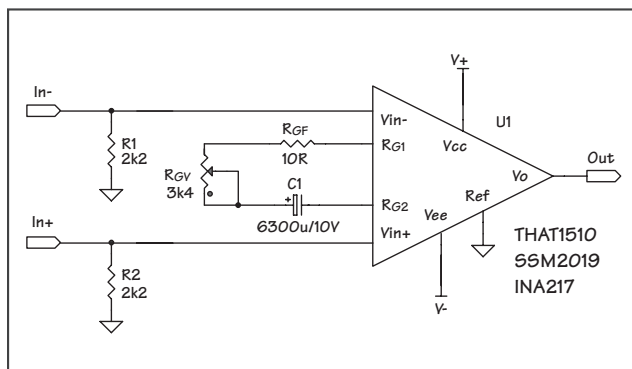 V+
In-
U1
R1
2k2
RGF
10R
RGV
3k4
C1
+
6300u/10V
Vin-
RG1
Vcc
Vo
Out
RG2
Vee
Ref
In+
Vin+
R2
2k2
V-
THAT1510
SSM2019
INA217